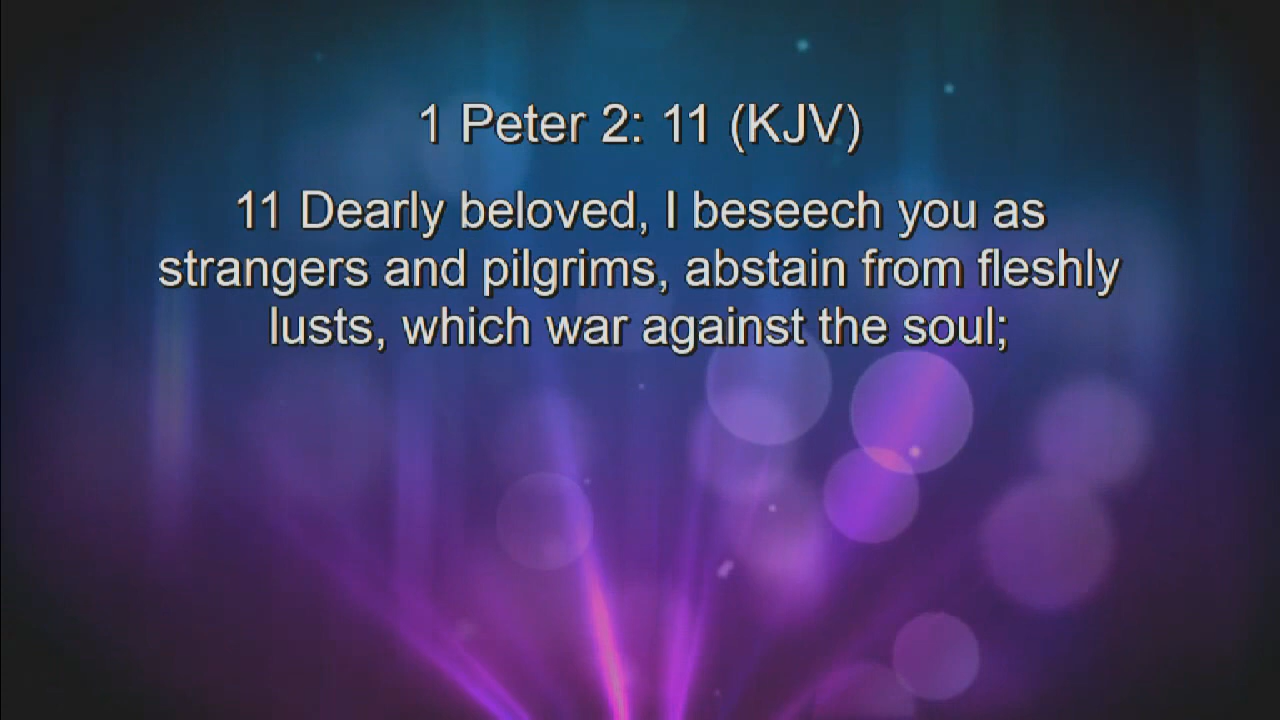 1 Peter 2: 11 (KJV)
11 Dearly beloved, I beseech you as
strangers and pilgrims, abstain from fleshly
lusts, which war against the soul;